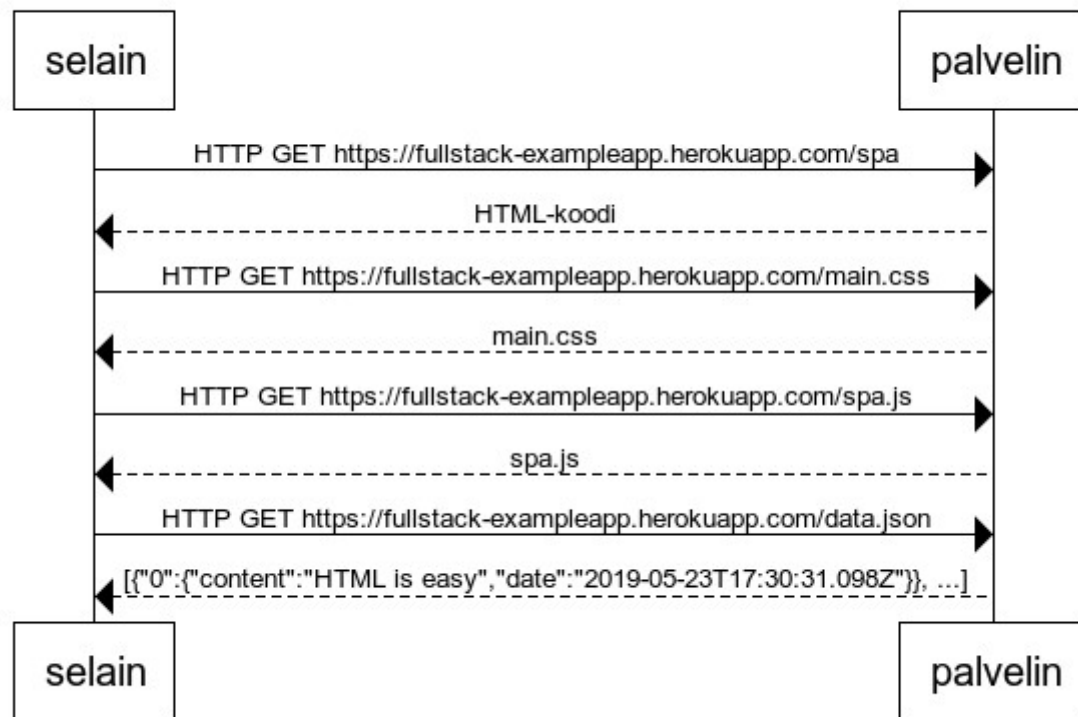 selain
palvelin
HTTP GET https://fullstack-exampleapp.herokuapp.com/spa
HTML-koodi
HTTP GET https://fullstack-exampleapp.herokuapp.com/main.css
main.css
HTTP GET https://fullstack-exampleapp.herokuapp.com/spa.js
spa.js
HTTP GET https://fullstack-exampleapp.herokuapp.com/data.json
[{"0":{"content":"HTML is easy","date":"2019-05-23T17:30:31.098Z"}}, ...]
selain
palvelin